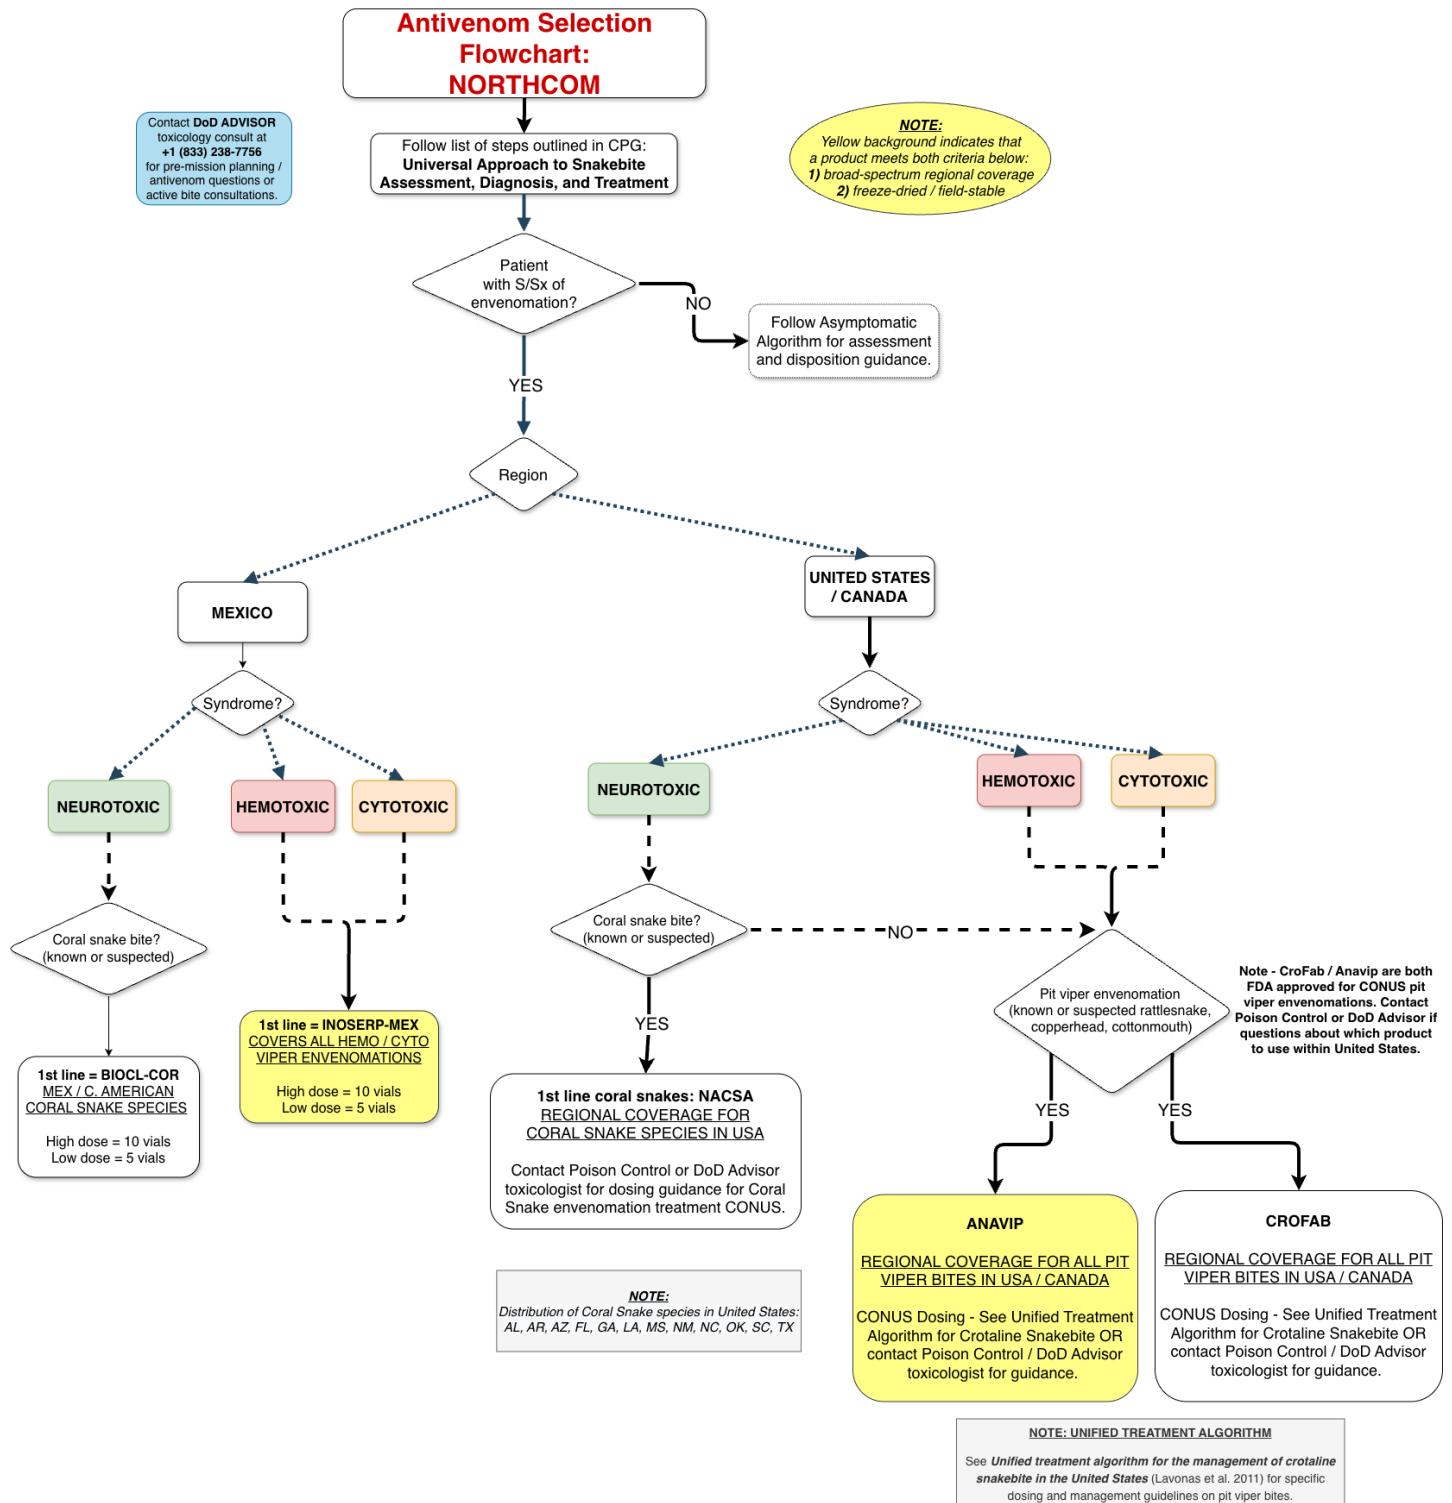 Antivenom Selection
Flowchart:
NORTHCOM
Contact DoD ADVISOR
toxicology consult at
+1 (833) 238-7756
for pre-mission planning /
antivenom questions or
active bite consultations.
Follow list of steps outlined in CPG:
Universal Approach to Snakebite
Assessment, Diagnosis, and Treatment
NOTE:
Yellow background indicates that
a product meets both criteria below:
1) broad-spectrum regional coverage
2) freeze-dried / field-stable
Patient
with S/Sx of
envenomation?
NO
Follow Asymptomatic
Algorithm for assessment
and disposition guidance.
YES
Region
MEXICO
UNITED STATES
/ CANADA
Syndrome?
Syndrome?
NEUROTOXIC
HEMOTOXIC
CYTOTOXIC
NEUROTOXIC
HEMOTOXIC
CYTOTOXIC
Coral snake bite?
(known or suspected)
Coral snake bite?
(known or suspected)
NO
Pit viper envenomation
(known or suspected rattlesnake,
copperhead, cottonmouth)
Note - CroFab / Anavip are both
FDA approved for CONUS pit
viper envenomations. Contact
Poison Control or DoD Advisor if
questions about which product
to use within United States.
1st line = BIOCL-COR
MEX / C. AMERICAN
CORAL SNAKE SPECIES
High dose = 10 vials
Low dose = 5 vials
1st line = INOSERP-MEX
COVERS ALL HEMO / CYTO
VIPER ENVENOMATIONS
High dose = 10 vials
Low dose = 5 vials
YES
1st line coral snakes: NACSA
REGIONAL COVERAGE FOR
CORAL SNAKE SPECIES IN USA
Contact Poison Control or DoD Advisor
toxicologist for dosing guidance for Coral
Snake envenomation treatment CONUS.
YES
YES
ANAVIP
REGIONAL COVERAGE FOR ALL PIT
VIPER BITES IN USA / CANADA
CONUS Dosing - See Unified Treatment
Algorithm for Crotaline Snakebite OR
contact Poison Control / DoD Advisor
toxicologist for guidance.
CROFAB
REGIONAL COVERAGE FOR ALL PIT
VIPER BITES IN USA / CANADA
CONUS Dosing - See Unified Treatment
Algorithm for Crotaline Snakebite OR
contact Poison Control / DoD Advisor
toxicologist for guidance.
NOTE:
Distribution of Coral Snake species in United States:
AL, AR, AZ, FL, GA, LA, MS, NM, NC, OK, SC, TX
NOTE: UNIFIED TREATMENT ALGORITHM
See Unified treatment algorithm for the management of crotaline
snakebite in the United States (Lavonas et al. 2011) for specific
dosing and management guidelines on pit viper bites.